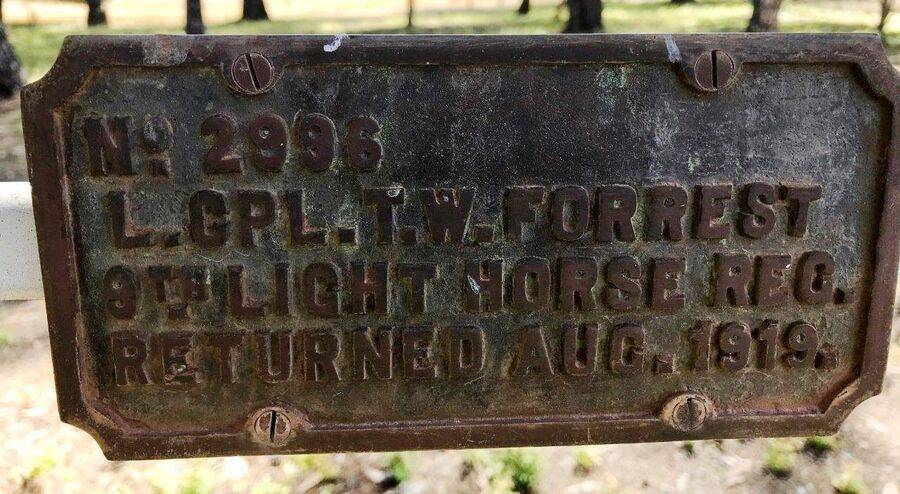 No. 2996
L.CPL.T.W.FORREST
9TH LIGHT HORSE REG.
RETURNED AUG. 1919.